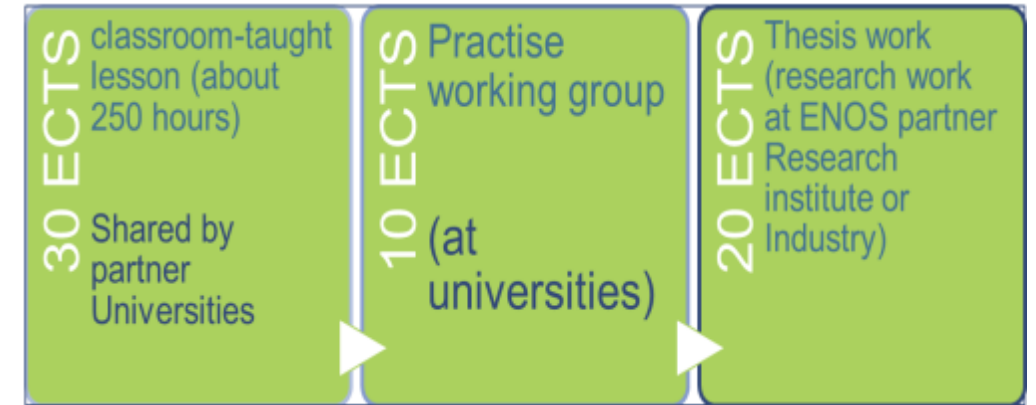 30 ECTS
classroom-taught
lesson (about
250 hours)
Shared by
partner
Universities
10 ECTS
Practise
working group
(at
universities)
20 ECTS
Thesis work
(research work
at ENOS partner
Research
institute or
Industry)